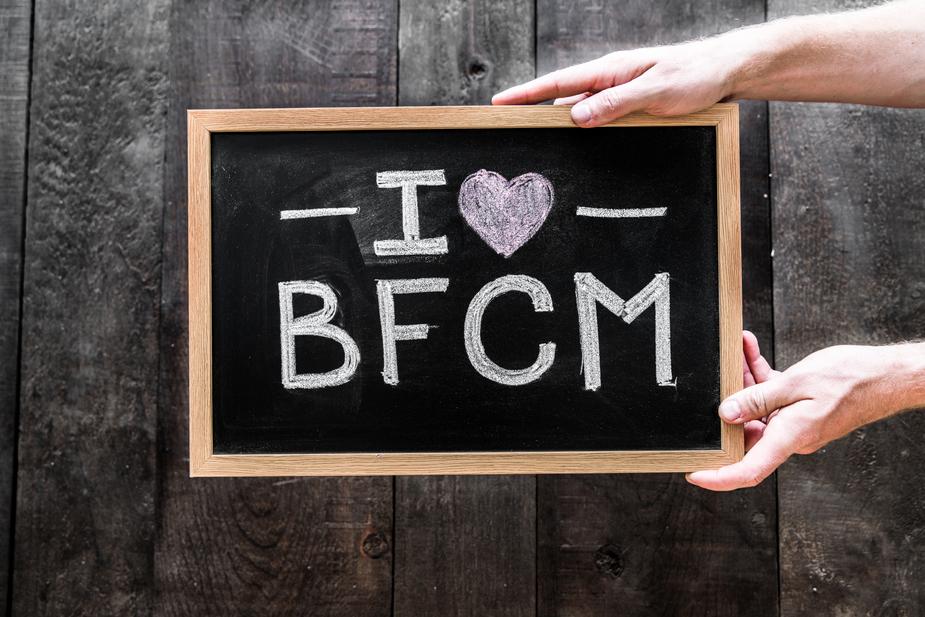 — I ♥ —
BFCM